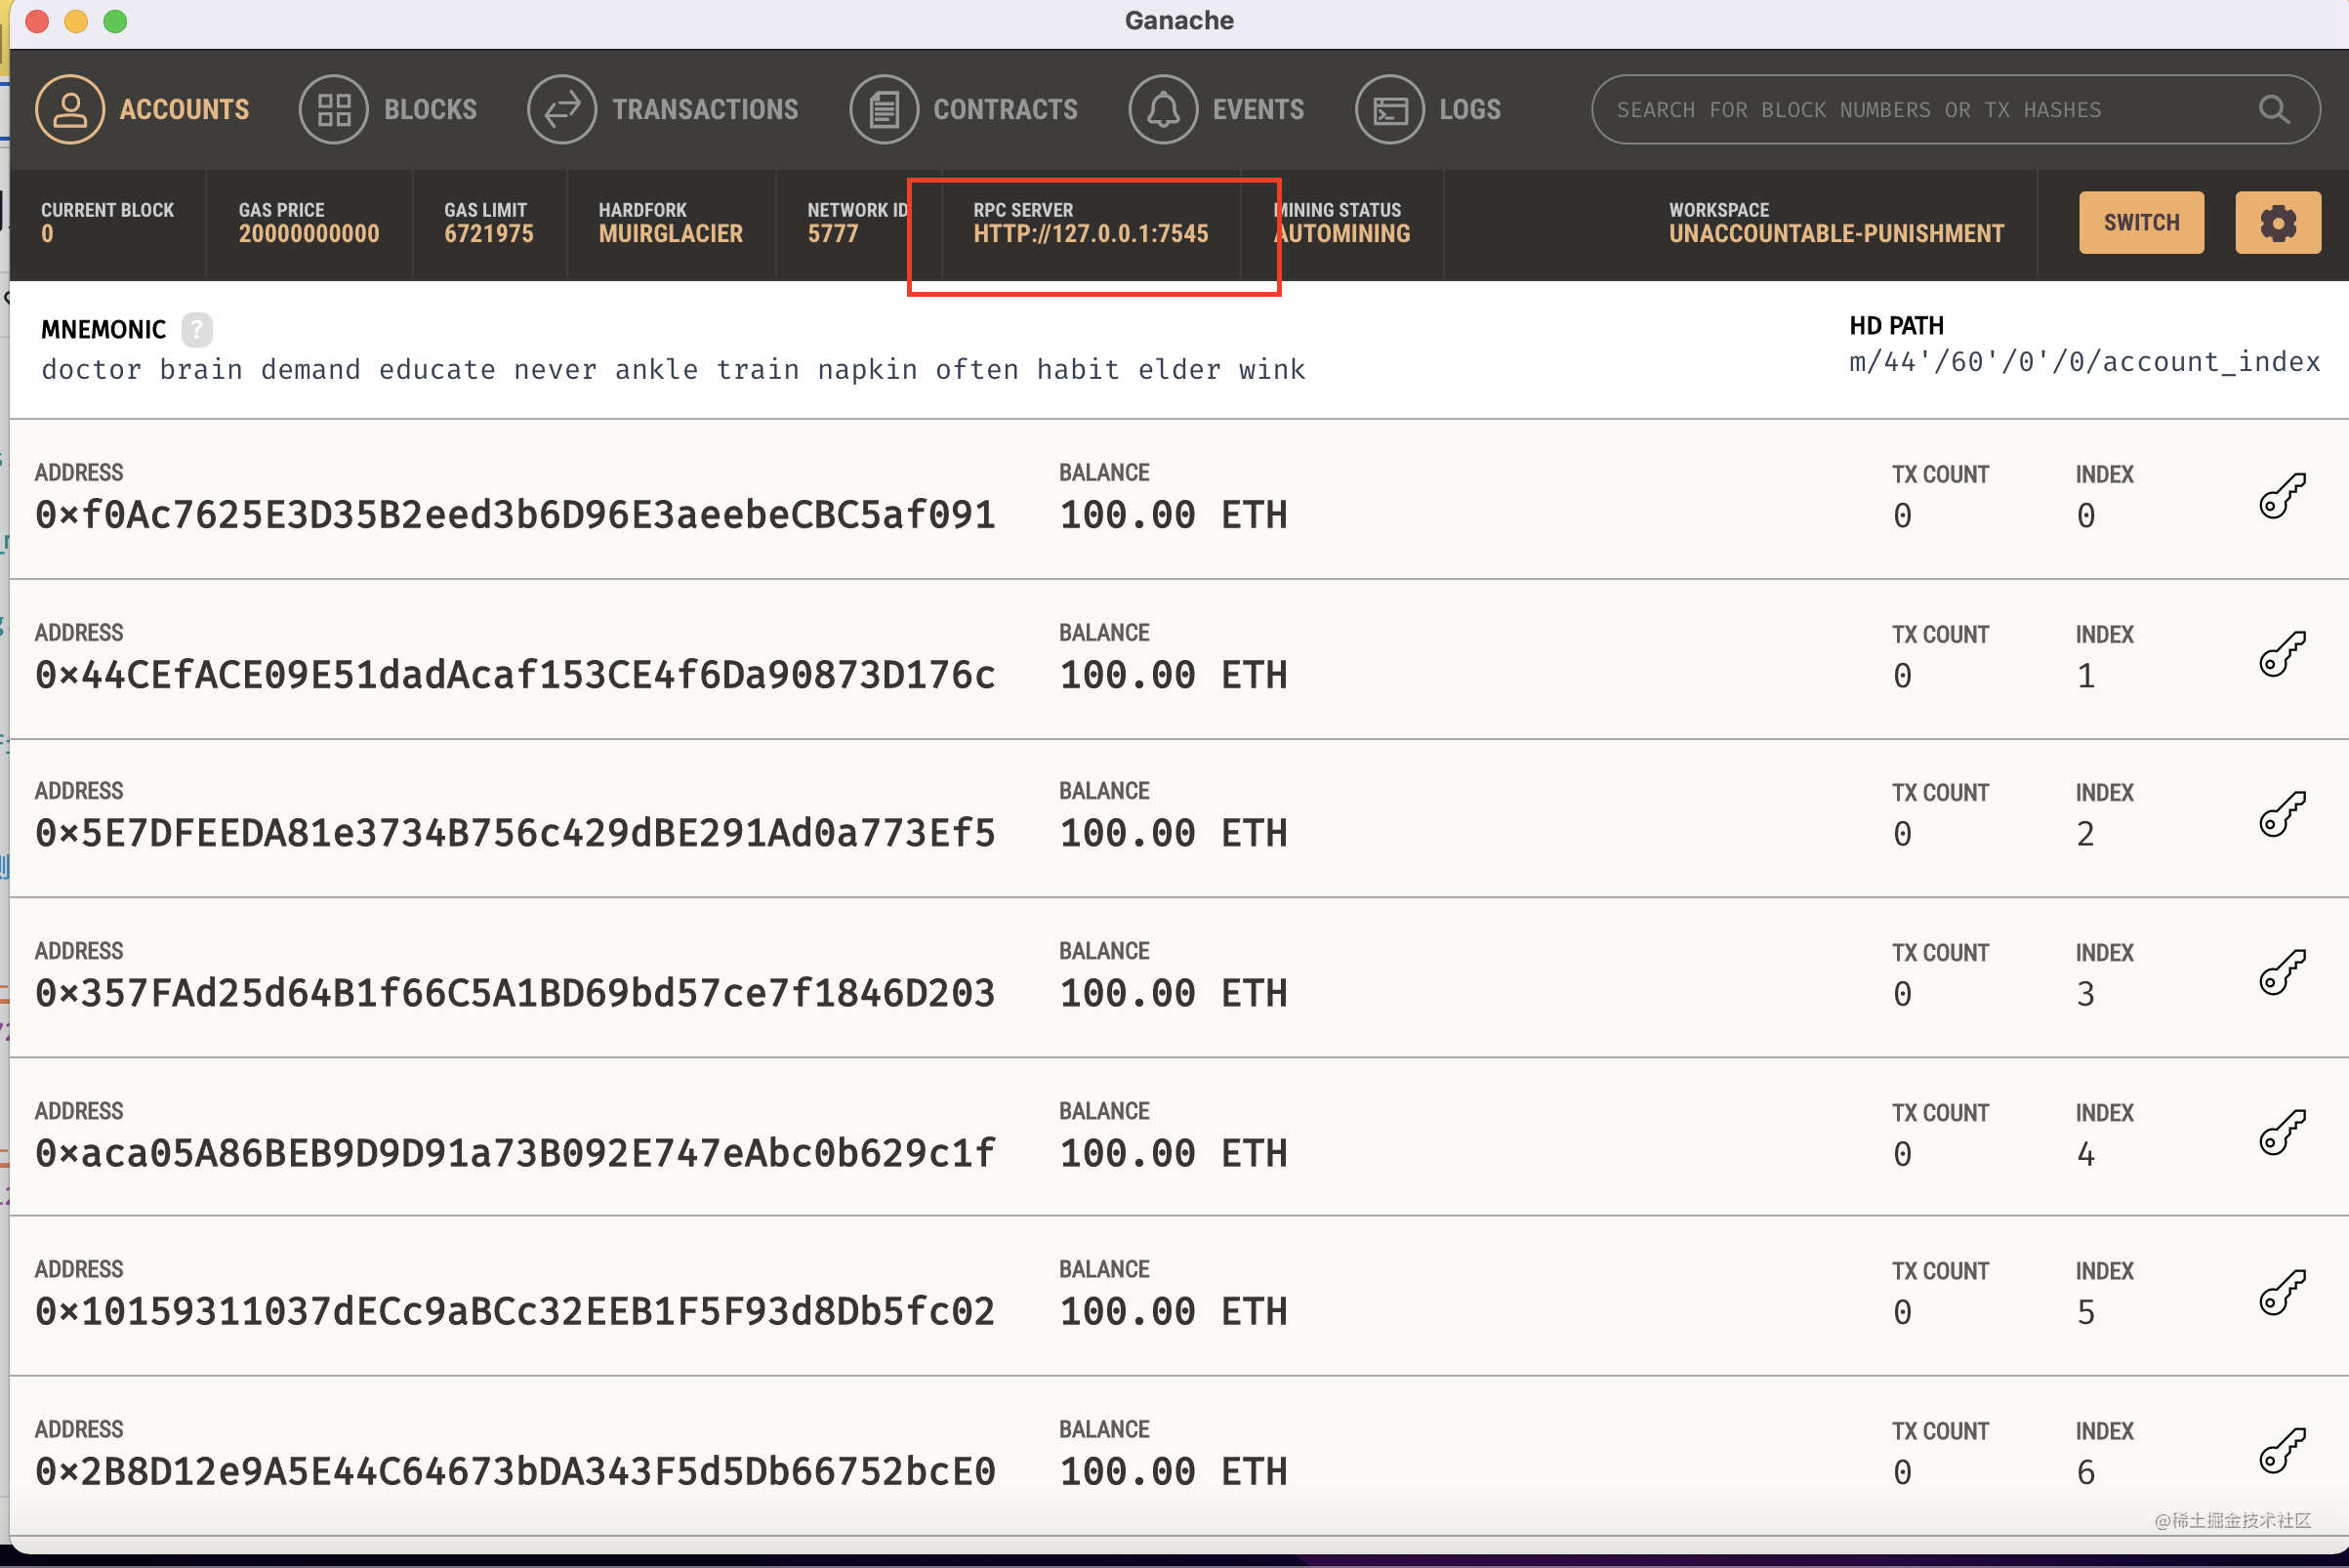 Ganache
ACCOUNTS BLOCKS TRANSACTIONS CONTRACTS EVENTS LOGS SEARCH FOR BLOCK NUMBERS OR TX HASHES
CURRENT BLOCK GAS PRICE GAS LIMIT HARDFORK NETWORK ID RPC SERVER MINING STATUS WORKSPACE
0 20000000000 6721975 MUIRGLACIER 5777 HTTP://127.0.0.1:7545 AUTOMINING UNACCOUNTABLE-PUNISHMENT SWITCH
MNEMONIC ? HD PATH
doctor brain demand educate never ankle train napkin often habit elder wink m/44'/60'/0'/0/account_index
ADDRESS BALANCE TX COUNT INDEX
0×f0Ac7625E3D35B2eed3b6D96E3aeebeCBC5af091 100.00 ETH 0 0
ADDRESS BALANCE TX COUNT INDEX
0×44CEfACE09E51dadAcaf153CE4f6Da90873D176c 100.00 ETH 0 1
ADDRESS BALANCE TX COUNT INDEX
0×5E7DFEEDA81e3734B756c429dBE291Ad0a773Ef5 100.00 ETH 0 2
ADDRESS BALANCE TX COUNT INDEX
0×357FAd25d64B1f66C5A1BD69bd57ce7f1846D203 100.00 ETH 0 3
ADDRESS BALANCE TX COUNT INDEX
0×aca05A86BEB9D9D91a73B092E747eAbc0b629c1f 100.00 ETH 0 4
ADDRESS BALANCE TX COUNT INDEX
0×10159311037dECc9aBCc32EEB1F5F93d8Db5fc02 100.00 ETH 0 5
ADDRESS BALANCE TX COUNT INDEX
0×2B8D12e9A5E44C64673bDA343F5d5Db66752bcE0 100.00 ETH 0 6
@稀土掘金技术社区